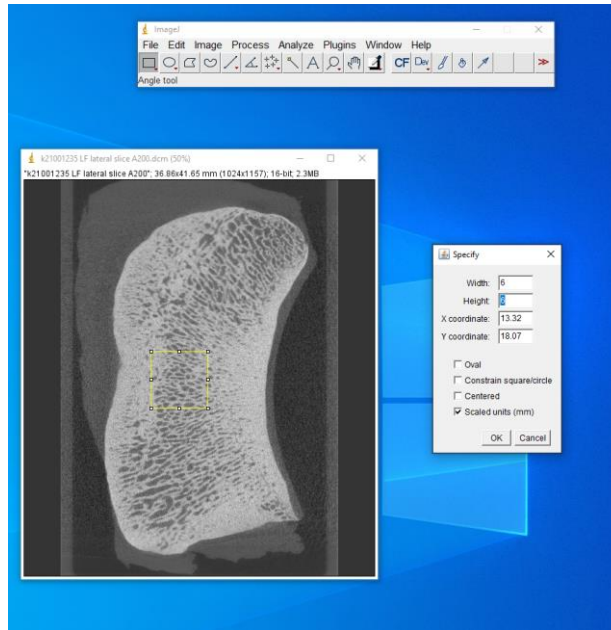 ImageJ
File Edit Image Process Analyze Plugins Window Help
A CF Dev >>
Angle tool
k21001235 LF lateral slice A200.dcm (50%)
"k21001235 LF lateral slice A200"; 36.86x41.65 mm (1024x1157); 16-bit; 2.3MB
Specify
Width: 6
Height: 6
X coordinate: 13.32
Y coordinate: 18.07
Oval
Constrain square/circle
Centered
Scaled units (mm)
OK Cancel